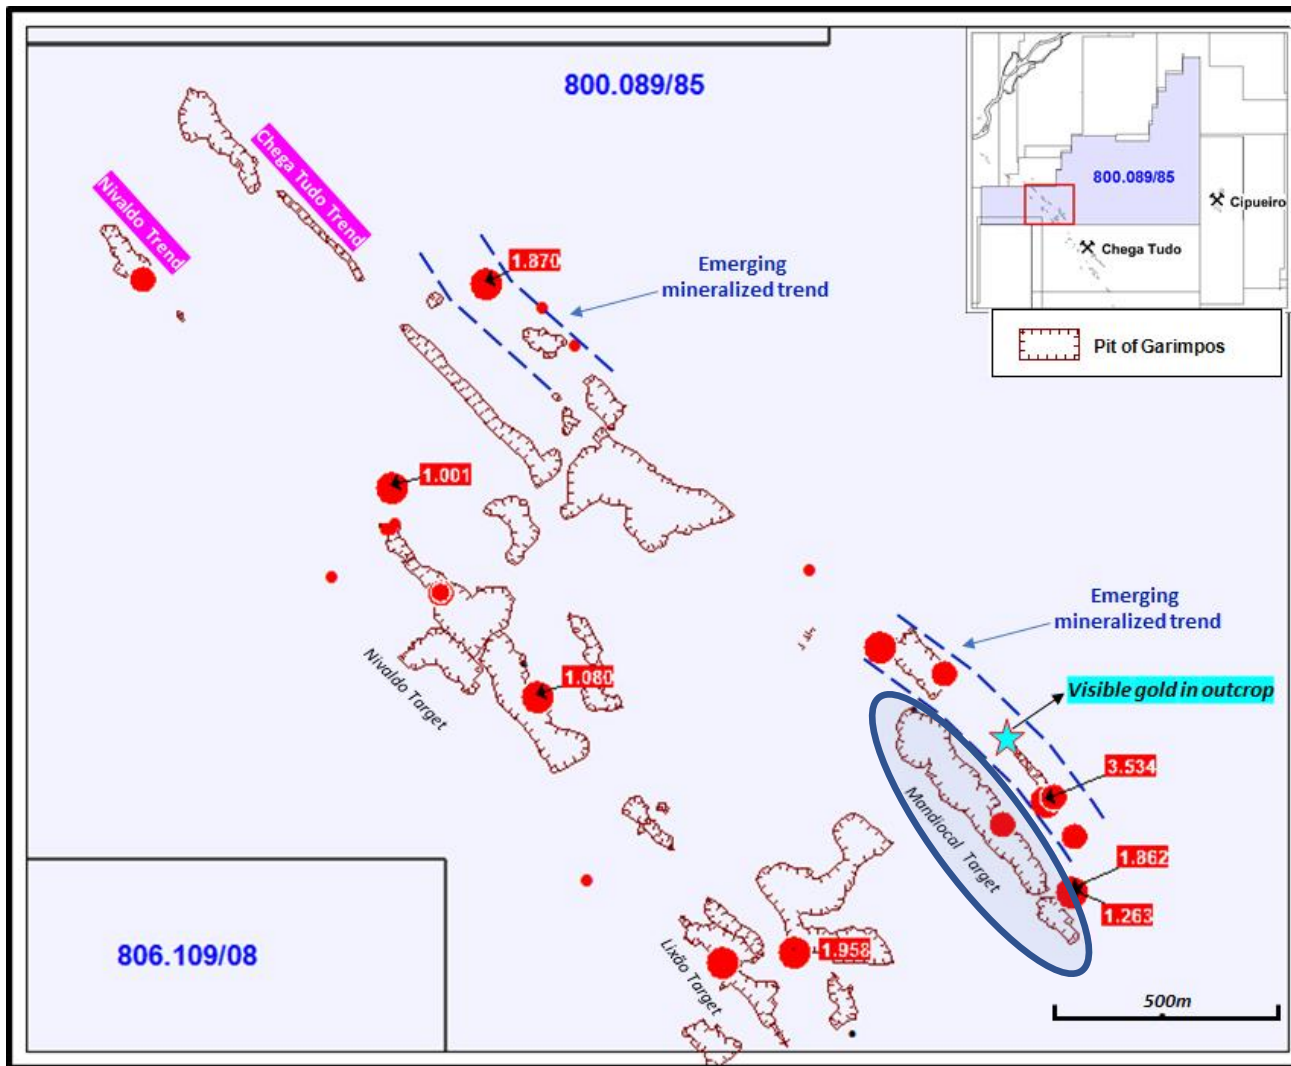 800.089/85
Chega Tudo Trend
Nivaldo Trend
1.870
Emerging
mineralized trend
800.089/85
Cipueiro
Chega Tudo
Pit of Garimpos
1.001
Nivaldo Target
1.080
Emerging
mineralized trend
Visible gold in outcrop
3.534
Mandiocal Target
1.862
1.263
1.958
Lixão Target
806.109/08
500m